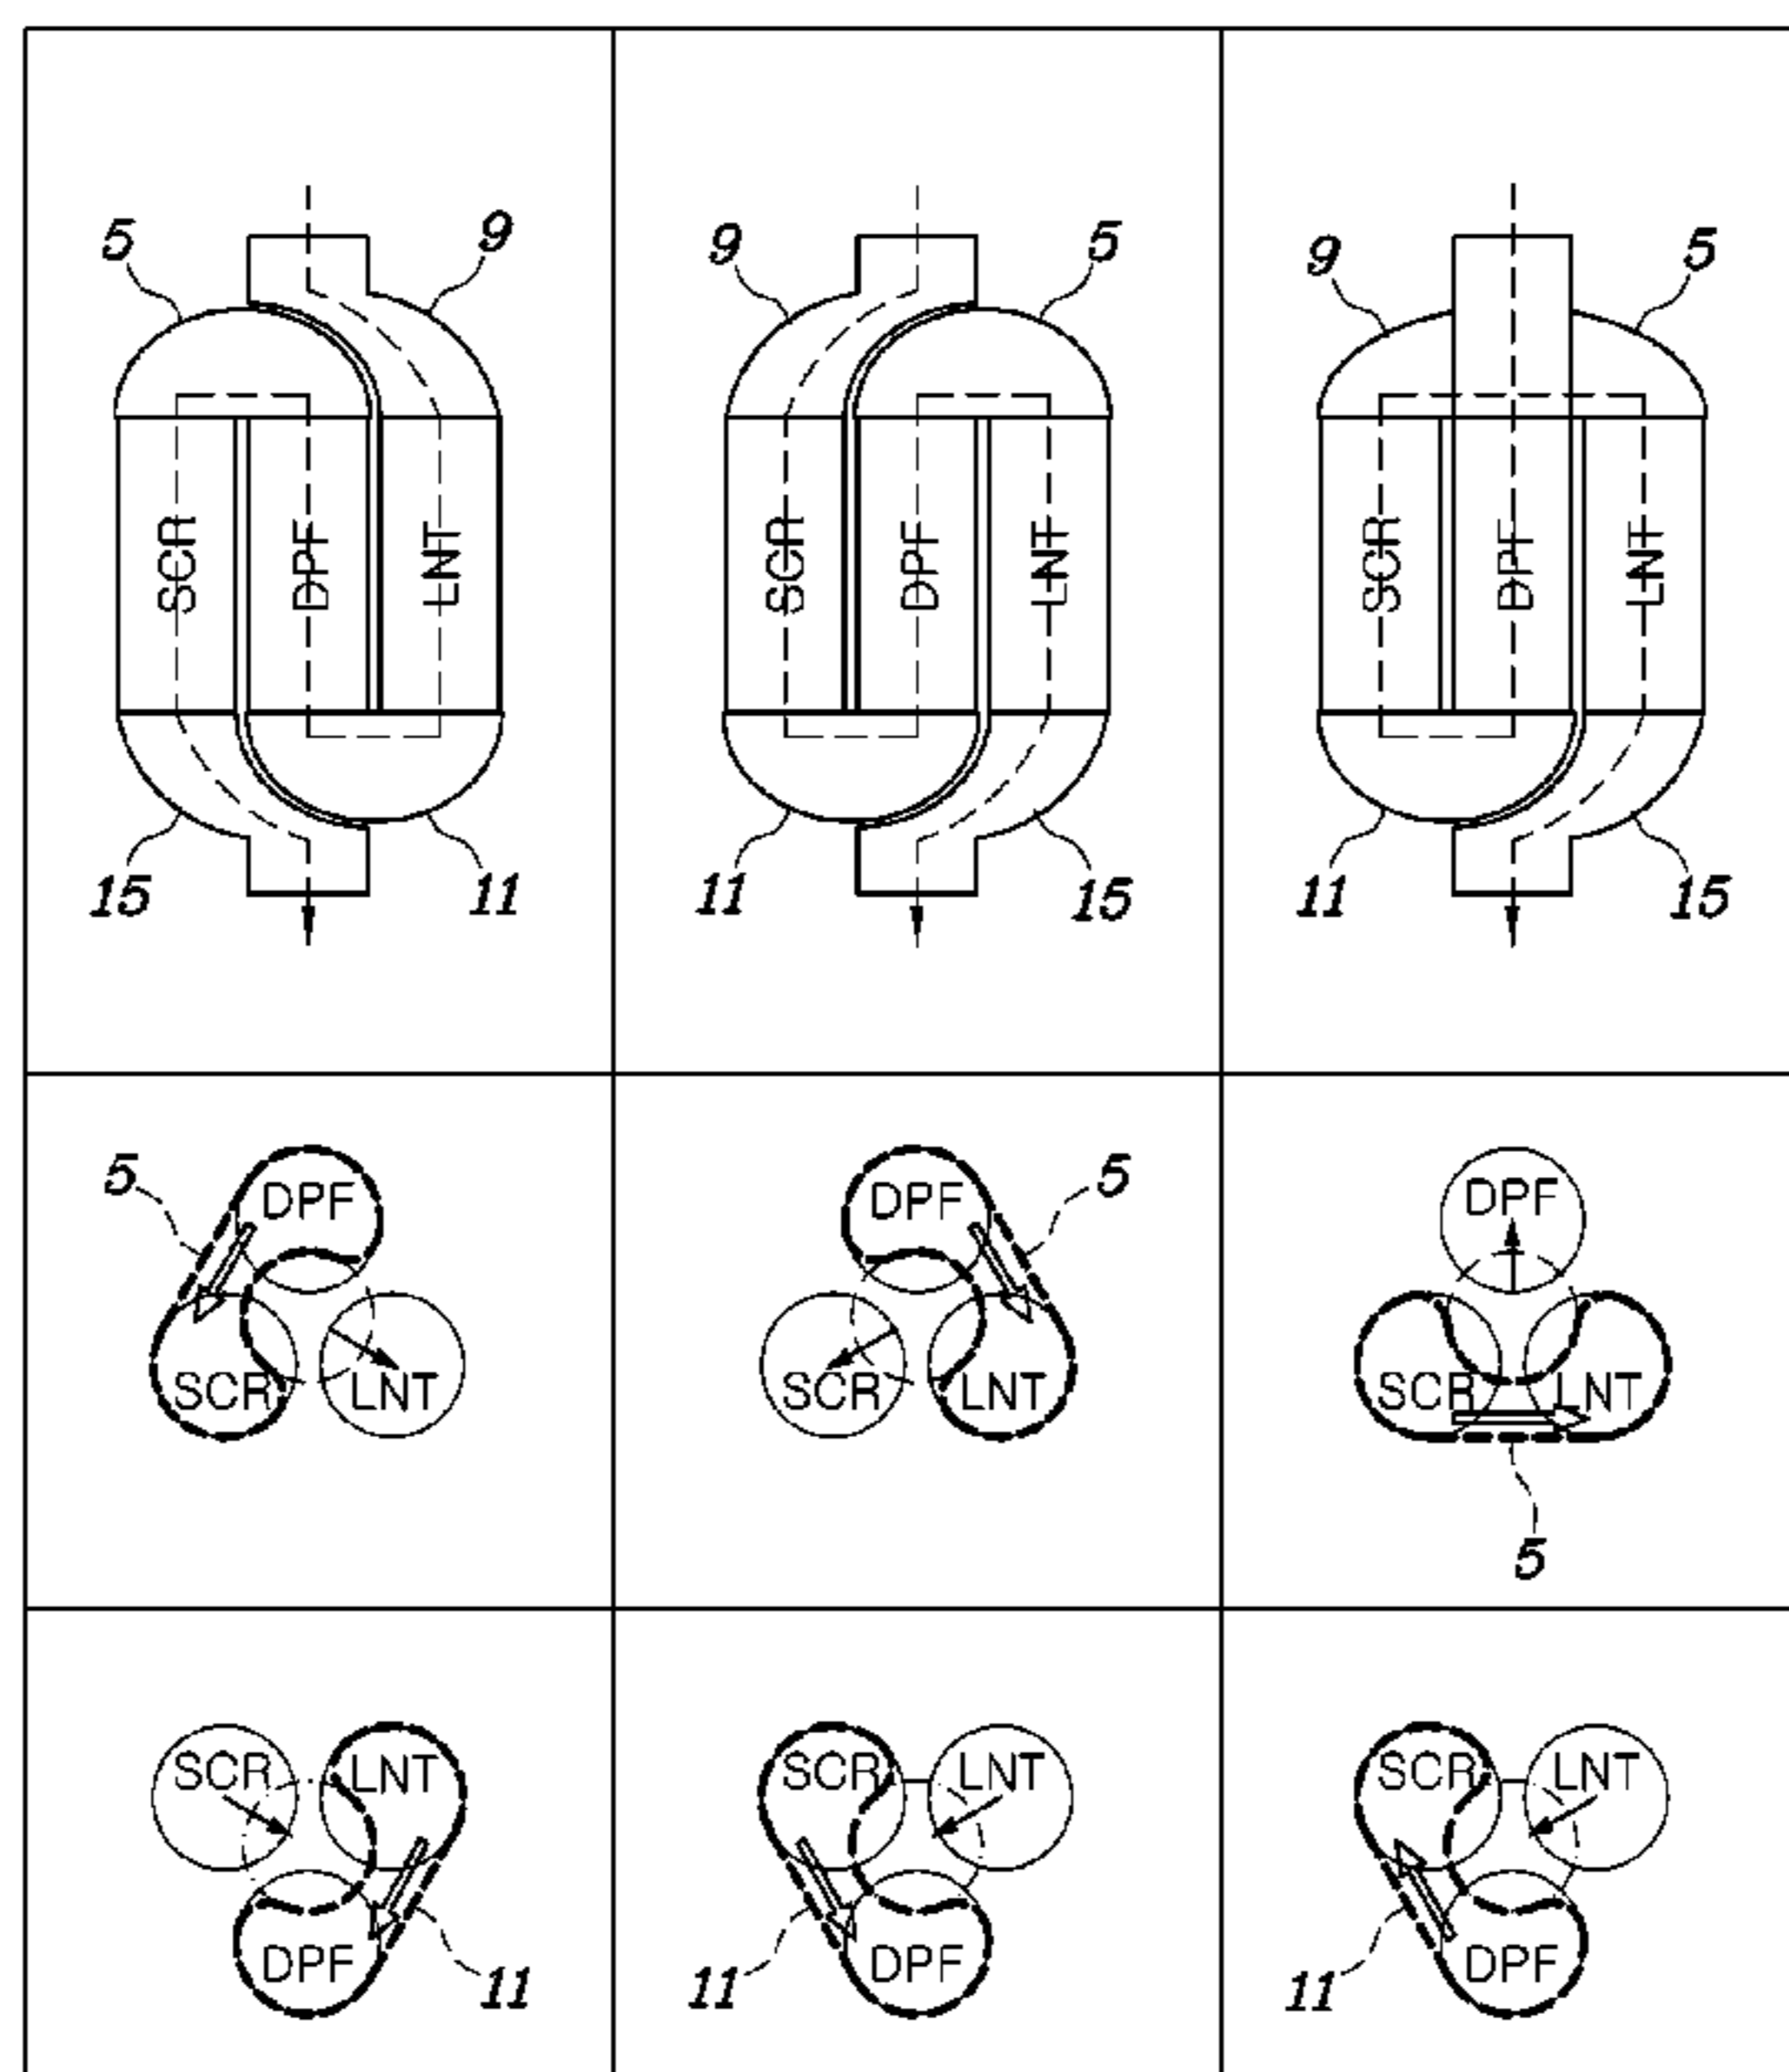 5 9
SCR DPF LNT
15 11
9 5
SCR DPF LNT
11 15
9 5
SCR DPF LNT
11 15
5 DPF
SCR LNT
DPF 5
SCR LNT
DPF
SCR LNT
5
SCR LNT
DPF 11
SCR LNT
11 DPF
SCR LNT
11 DPF